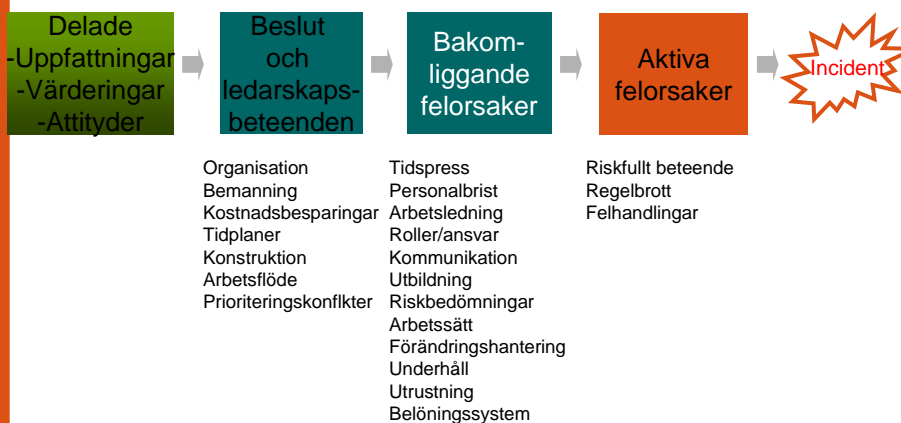 Delade
-Uppfattningar
-Värderingar
-Attityder
Beslut
och
ledarskaps-
beteenden
Bakom-
liggande
felorsaker
Aktiva
felorsaker
Incident
Organisation
Bemanning
Kostnadsbesparingar
Tidplaner
Konstruktion
Arbetsflöde
Prioriteringskonflkter
Tidspress
Personalbrist
Arbetsledning
Roller/ansvar
Kommunikation
Utbildning
Riskbedömningar
Arbetssätt
Förändringshantering
Underhåll
Utrustning
Belöningssystem
Riskfullt beteende
Regelbrott
Felhandlingar